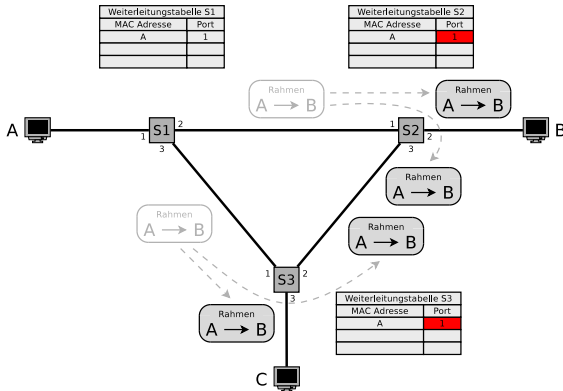 Weiterleitungstabelle S1
MAC Adresse Port
A 1
Weiterleitungstabelle S2
MAC Adresse Port
A 1
Rahmen
A B
Rahmen
A B
A
S1
1
2
3
S2
1
2
3
B
Rahmen
A B
Rahmen
A B
Rahmen
A B
S3
1
2
3
Rahmen
A B
Weiterleitungstabelle S3
MAC Adresse Port
A 1
C